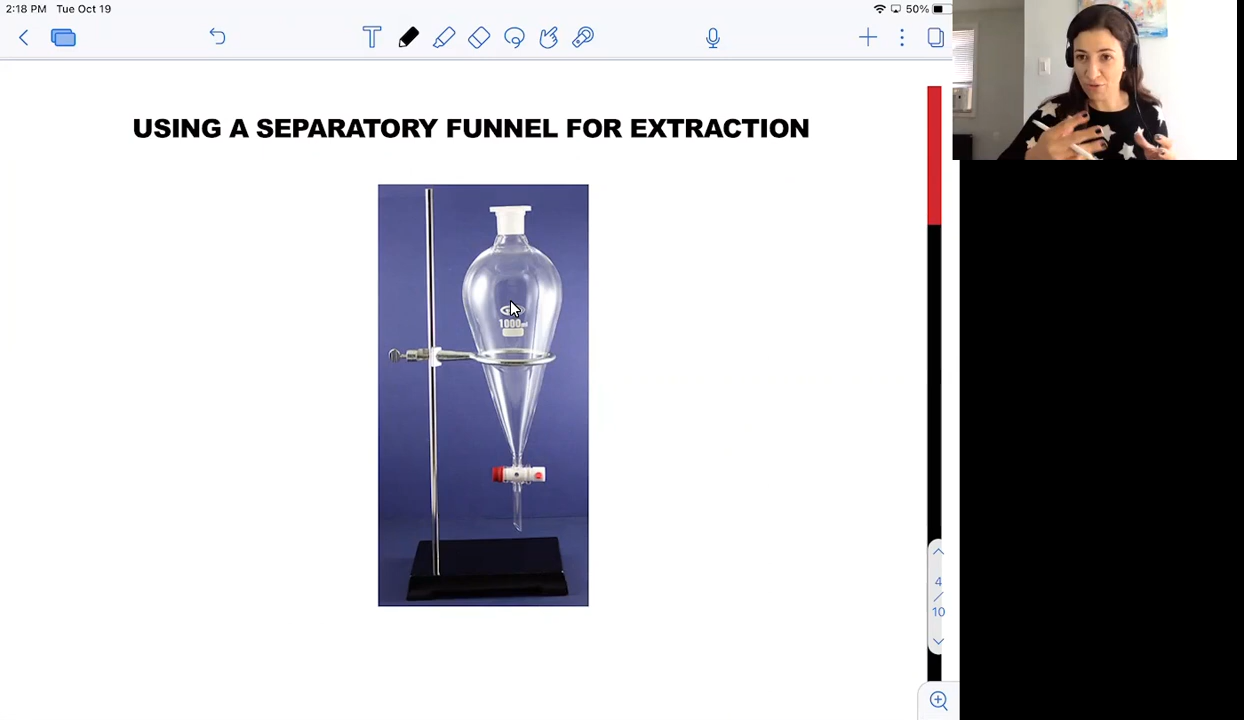 2:18 PM Tue Oct 19
50%
T
USING A SEPARATORY FUNNEL FOR EXTRACTION
1000ml
4
/
10